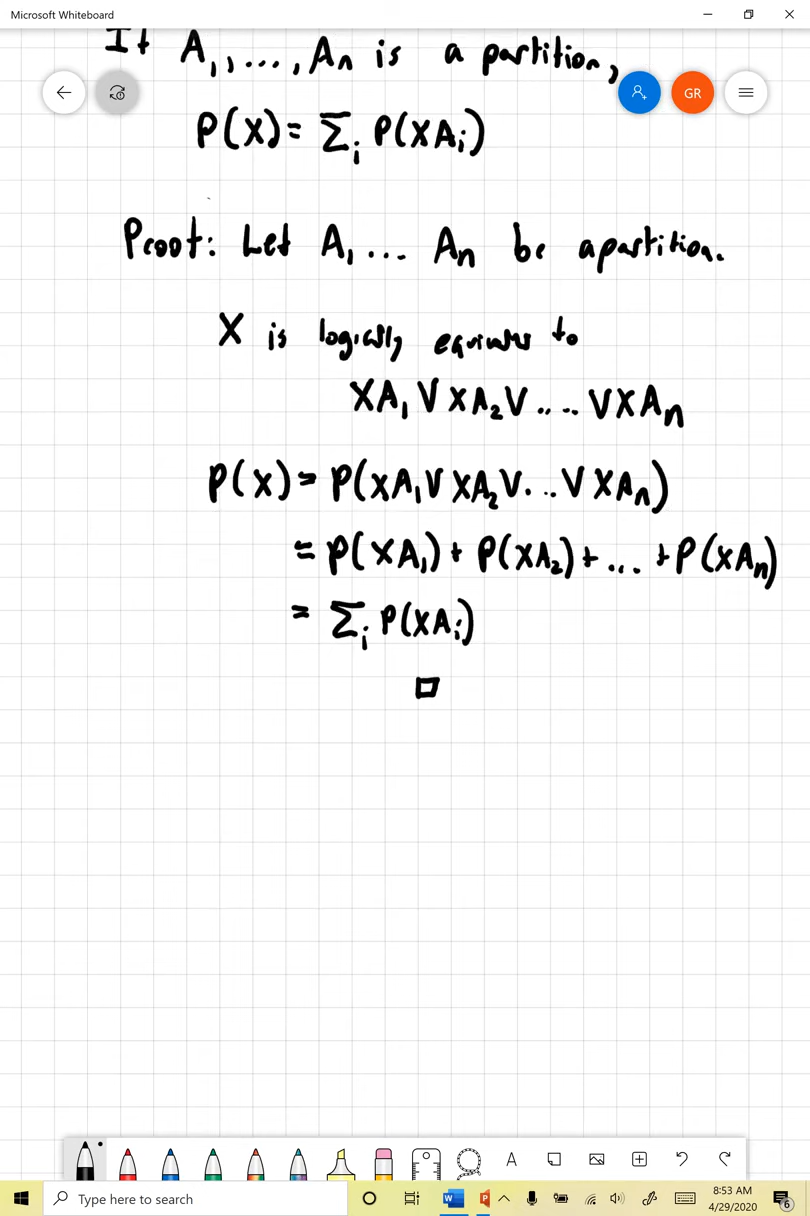 Microsoft Whiteboard
If A₁, ..., Aₙ is a partition,
GR
P(X) = Σᵢ P(XAᵢ)
Proof: Let A₁ ... Aₙ be a partition.
X is logically to
XA₁ V XA₂ V .... V XAₙ
P(X) = P(XA₁ V XA₂ V ... V XAₙ)
= P(XA₁) + P(XA₂) + ... + P(XAₙ)
= Σᵢ P(XAᵢ)
□
A
Type here to search
8:53 AM
4/29/2020
6